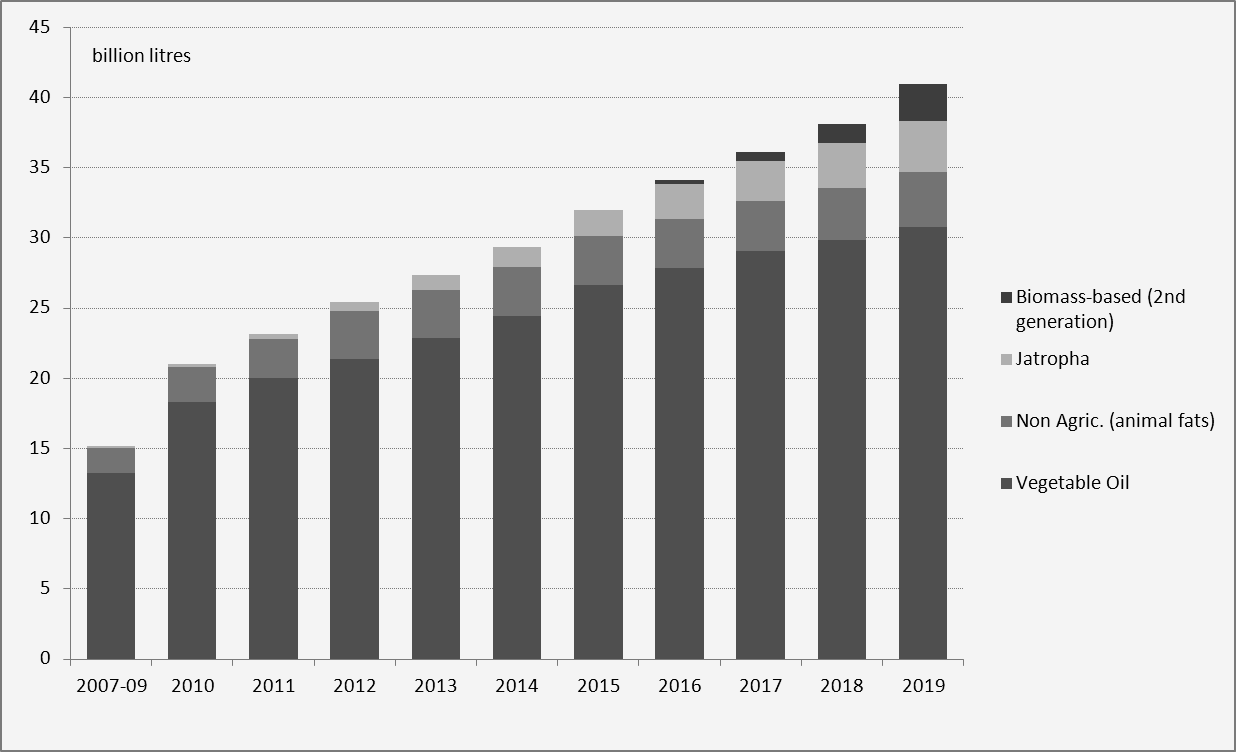 45
billion litres
40
35
30
25
20
15
10
5
0
2007-09 2010 2011 2012 2013 2014 2015 2016 2017 2018 2019
Biomass-based (2nd
generation)
Jatropha
Non Agric. (animal fats)
Vegetable Oil